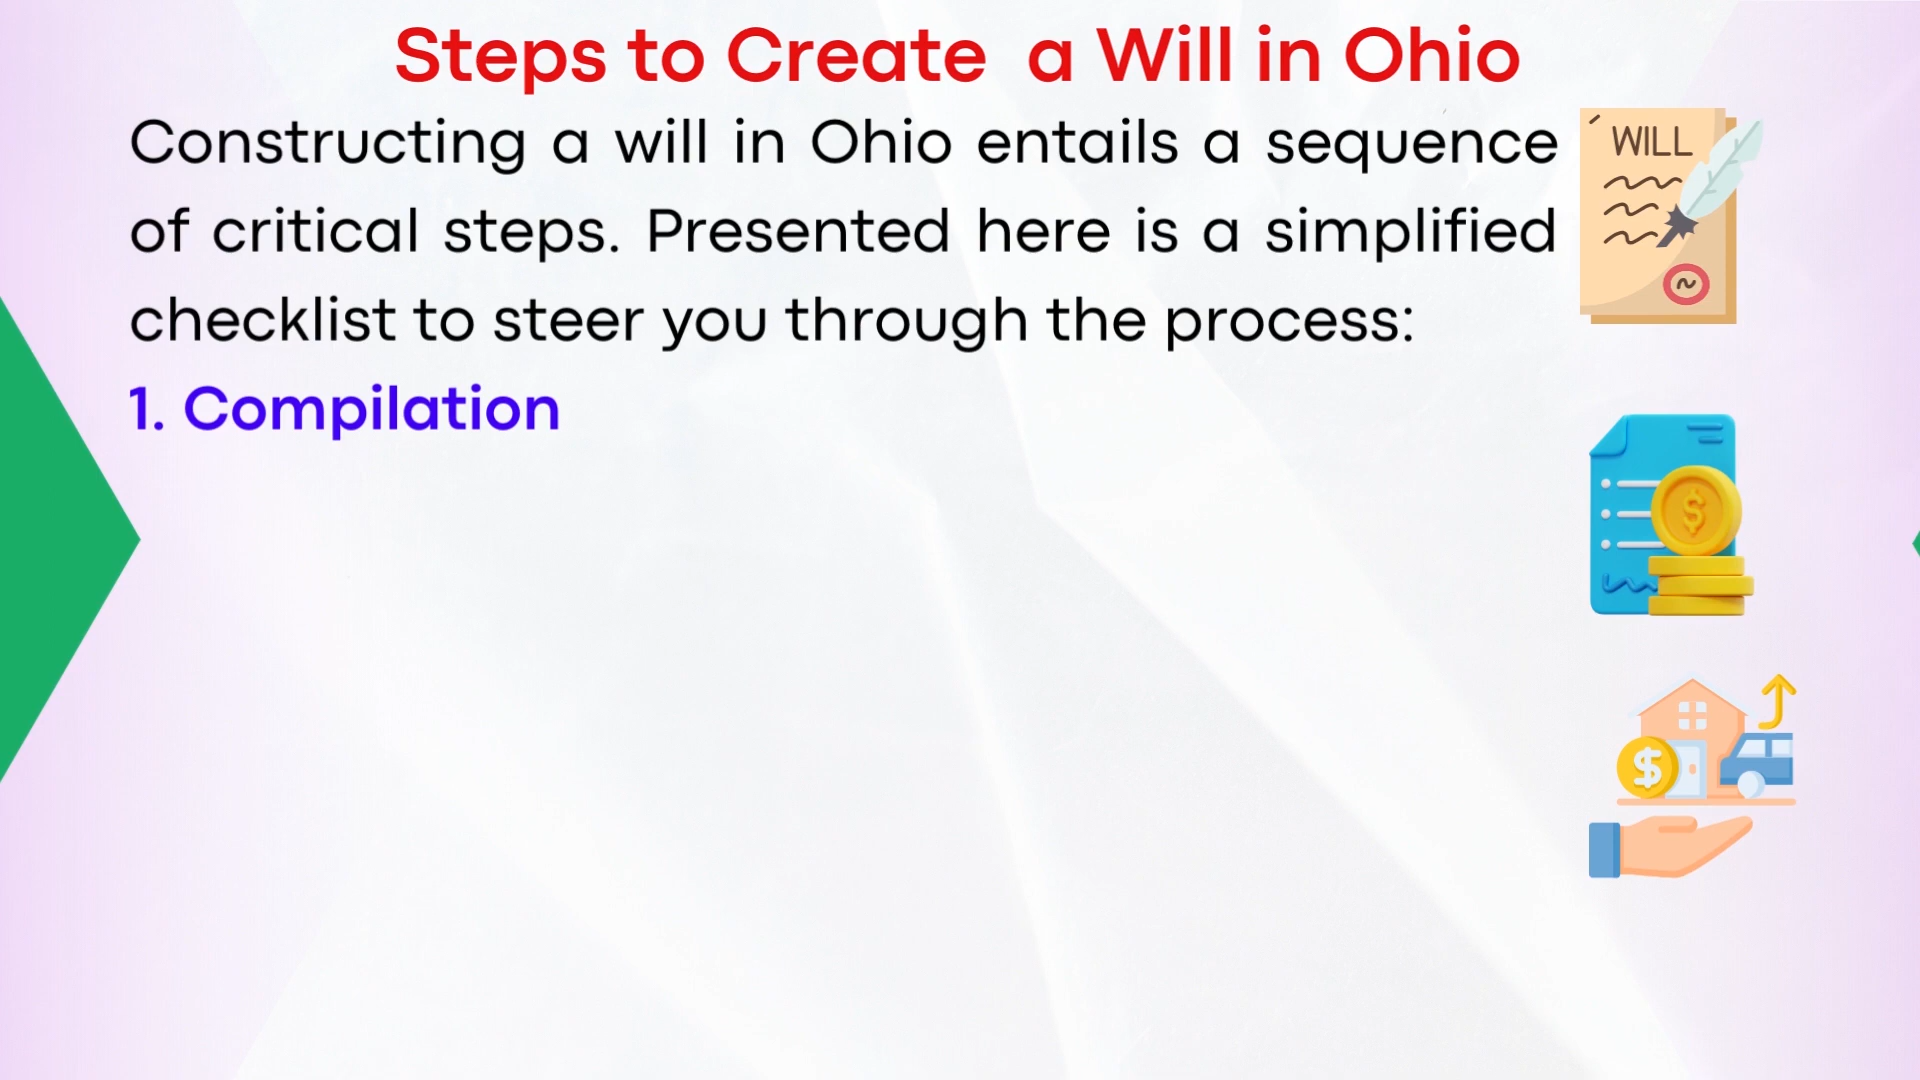 Steps to Create a Will in Ohio
Constructing a will in Ohio entails a sequence
of critical steps. Presented here is a simplified
checklist to steer you through the process:
1. Compilation
WILL
$
$